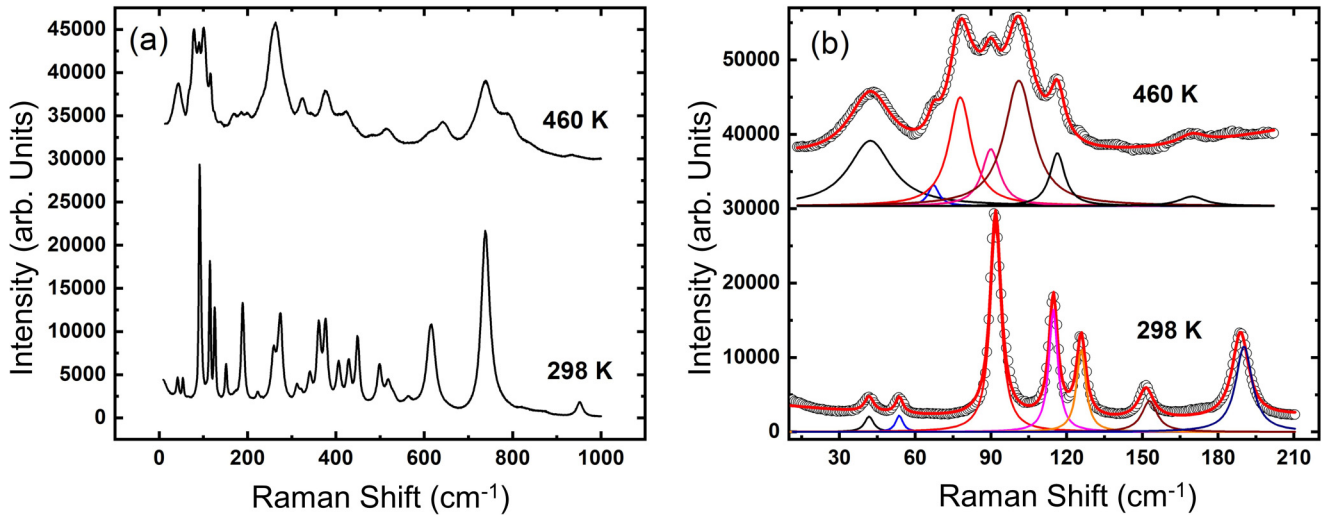 (a)
45000
40000
35000
30000
25000
20000
15000
10000
5000
0
460 K
298 K
0 200 400 600 800 1000
Raman Shift (cm-1)
Intensity (arb. Units)
(b)
50000
40000
30000
20000
10000
0
460 K
298 K
30 60 90 120 150 180 210
Raman Shift (cm-1)
Intensity (arb. Units)